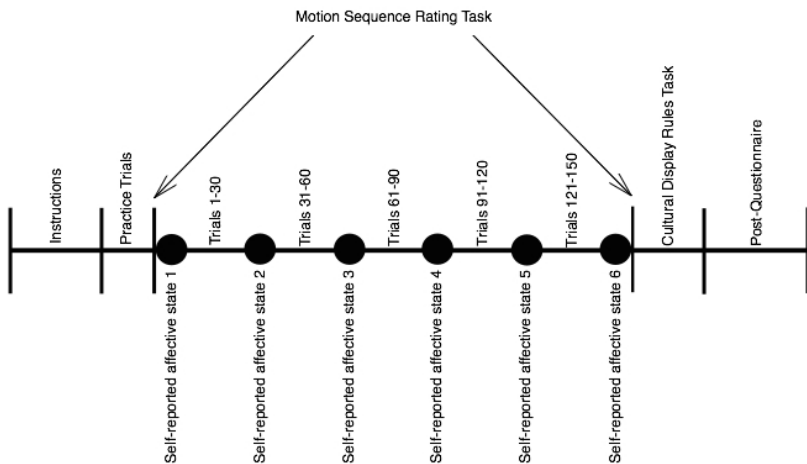 Motion Sequence Rating Task
Instructions
Practice Trials
Trials 1-30
Trials 31-60
Trials 61-90
Trials 91-120
Trials 121-150
Cultural Display Rules Task
Post-Questionnaire
Self-reported affective state 1
Self-reported affective state 2
Self-reported affective state 3
Self-reported affective state 4
Self-reported affective state 5
Self-reported affective state 6